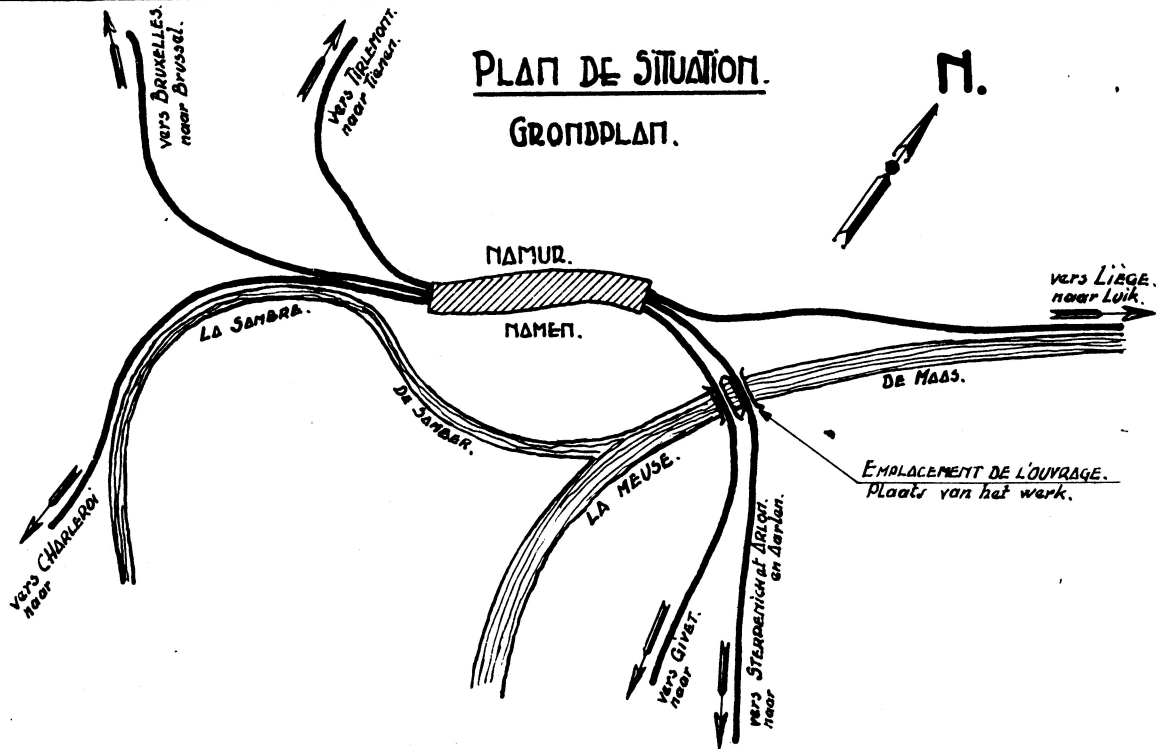 PLAN DE SITUATION.
GRONDPLAN.
N.
vers BRUXELLES.
naar Brussel.
vers TIRLEMONT.
naar Tienen.
NAMUR.
NAMEN.
vers LIÈGE.
naar Luik.
LA SAMBRE.
DE SAMBER.
DE MAAS.
LA MEUSE.
EMPLACEMENT DE L'OUVRAGE.
Plaats van het werk.
vers CHARLEROI
naar
vers GIVET.
naar
vers STERPENICH et ARLON.
naar en Aarlen.